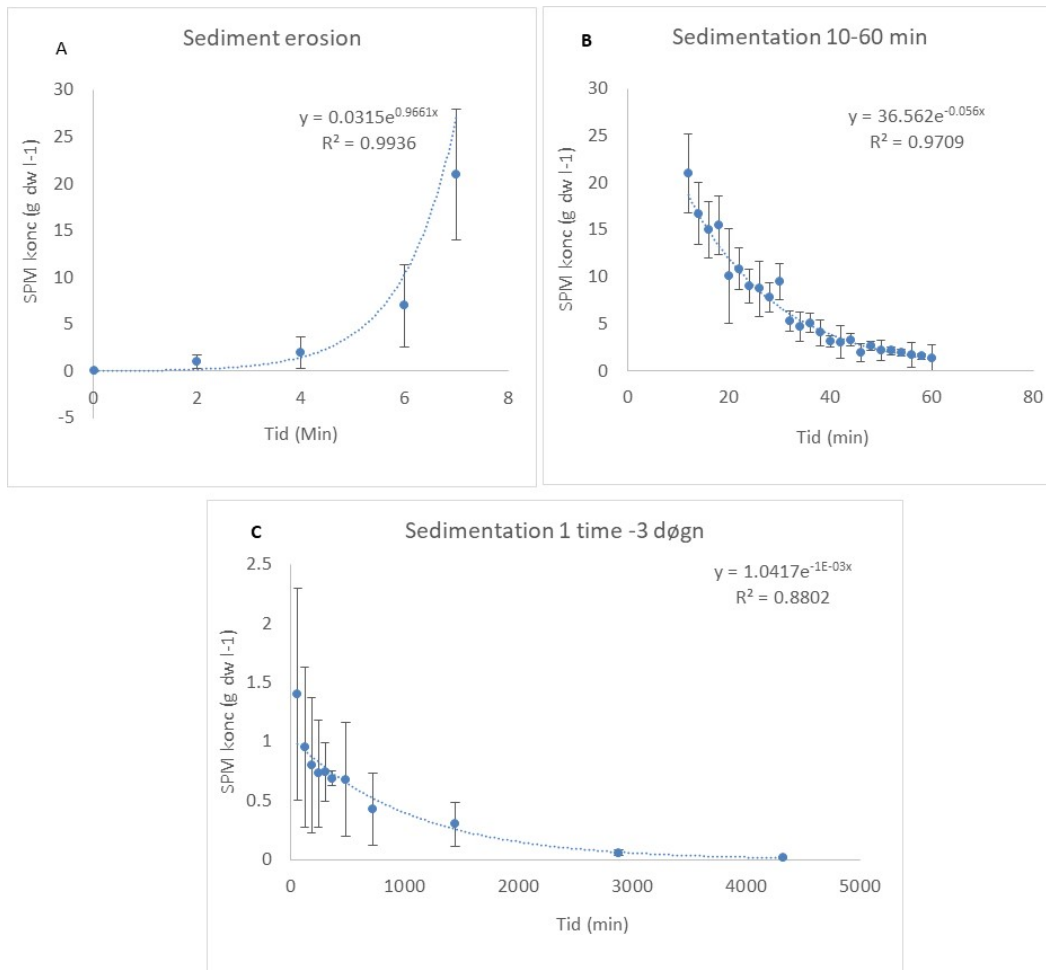 A
Sediment erosion
SPM konc (g dw l-1)
30
25
20
15
10
5
0
-5
y = 0.0315e^0.9661x
R² = 0.9936
0 2 4 6 8
Tid (Min)
B
Sedimentation 10-60 min
SPM konc (g dw l-1)
30
25
20
15
10
5
0
y = 36.562e^-0.056x
R² = 0.9709
0 20 40 60 80
Tid (min)
C
Sedimentation 1 time -3 døgn
SPM konc (g dw l-1)
2.5
2
1.5
1
0.5
0
y = 1.0417e^-1E-03x
R² = 0.8802
0 1000 2000 3000 4000 5000
Tid (min)